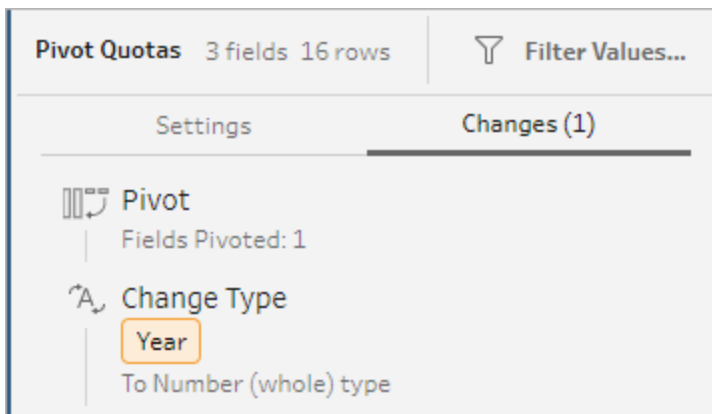 Pivot Quotas 3 fields 16 rows Filter Values...
Settings Changes (1)
Pivot
Fields Pivoted: 1
Change Type
Year
To Number (whole) type